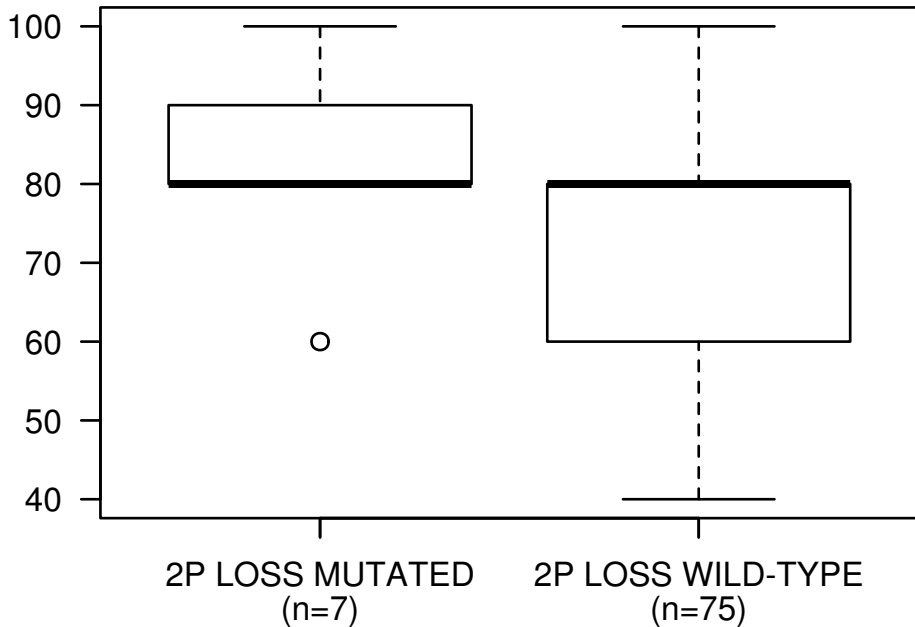 100
90
80
70
60
50
40
2P LOSS MUTATED
(n=7)
2P LOSS WILD-TYPE
(n=75)